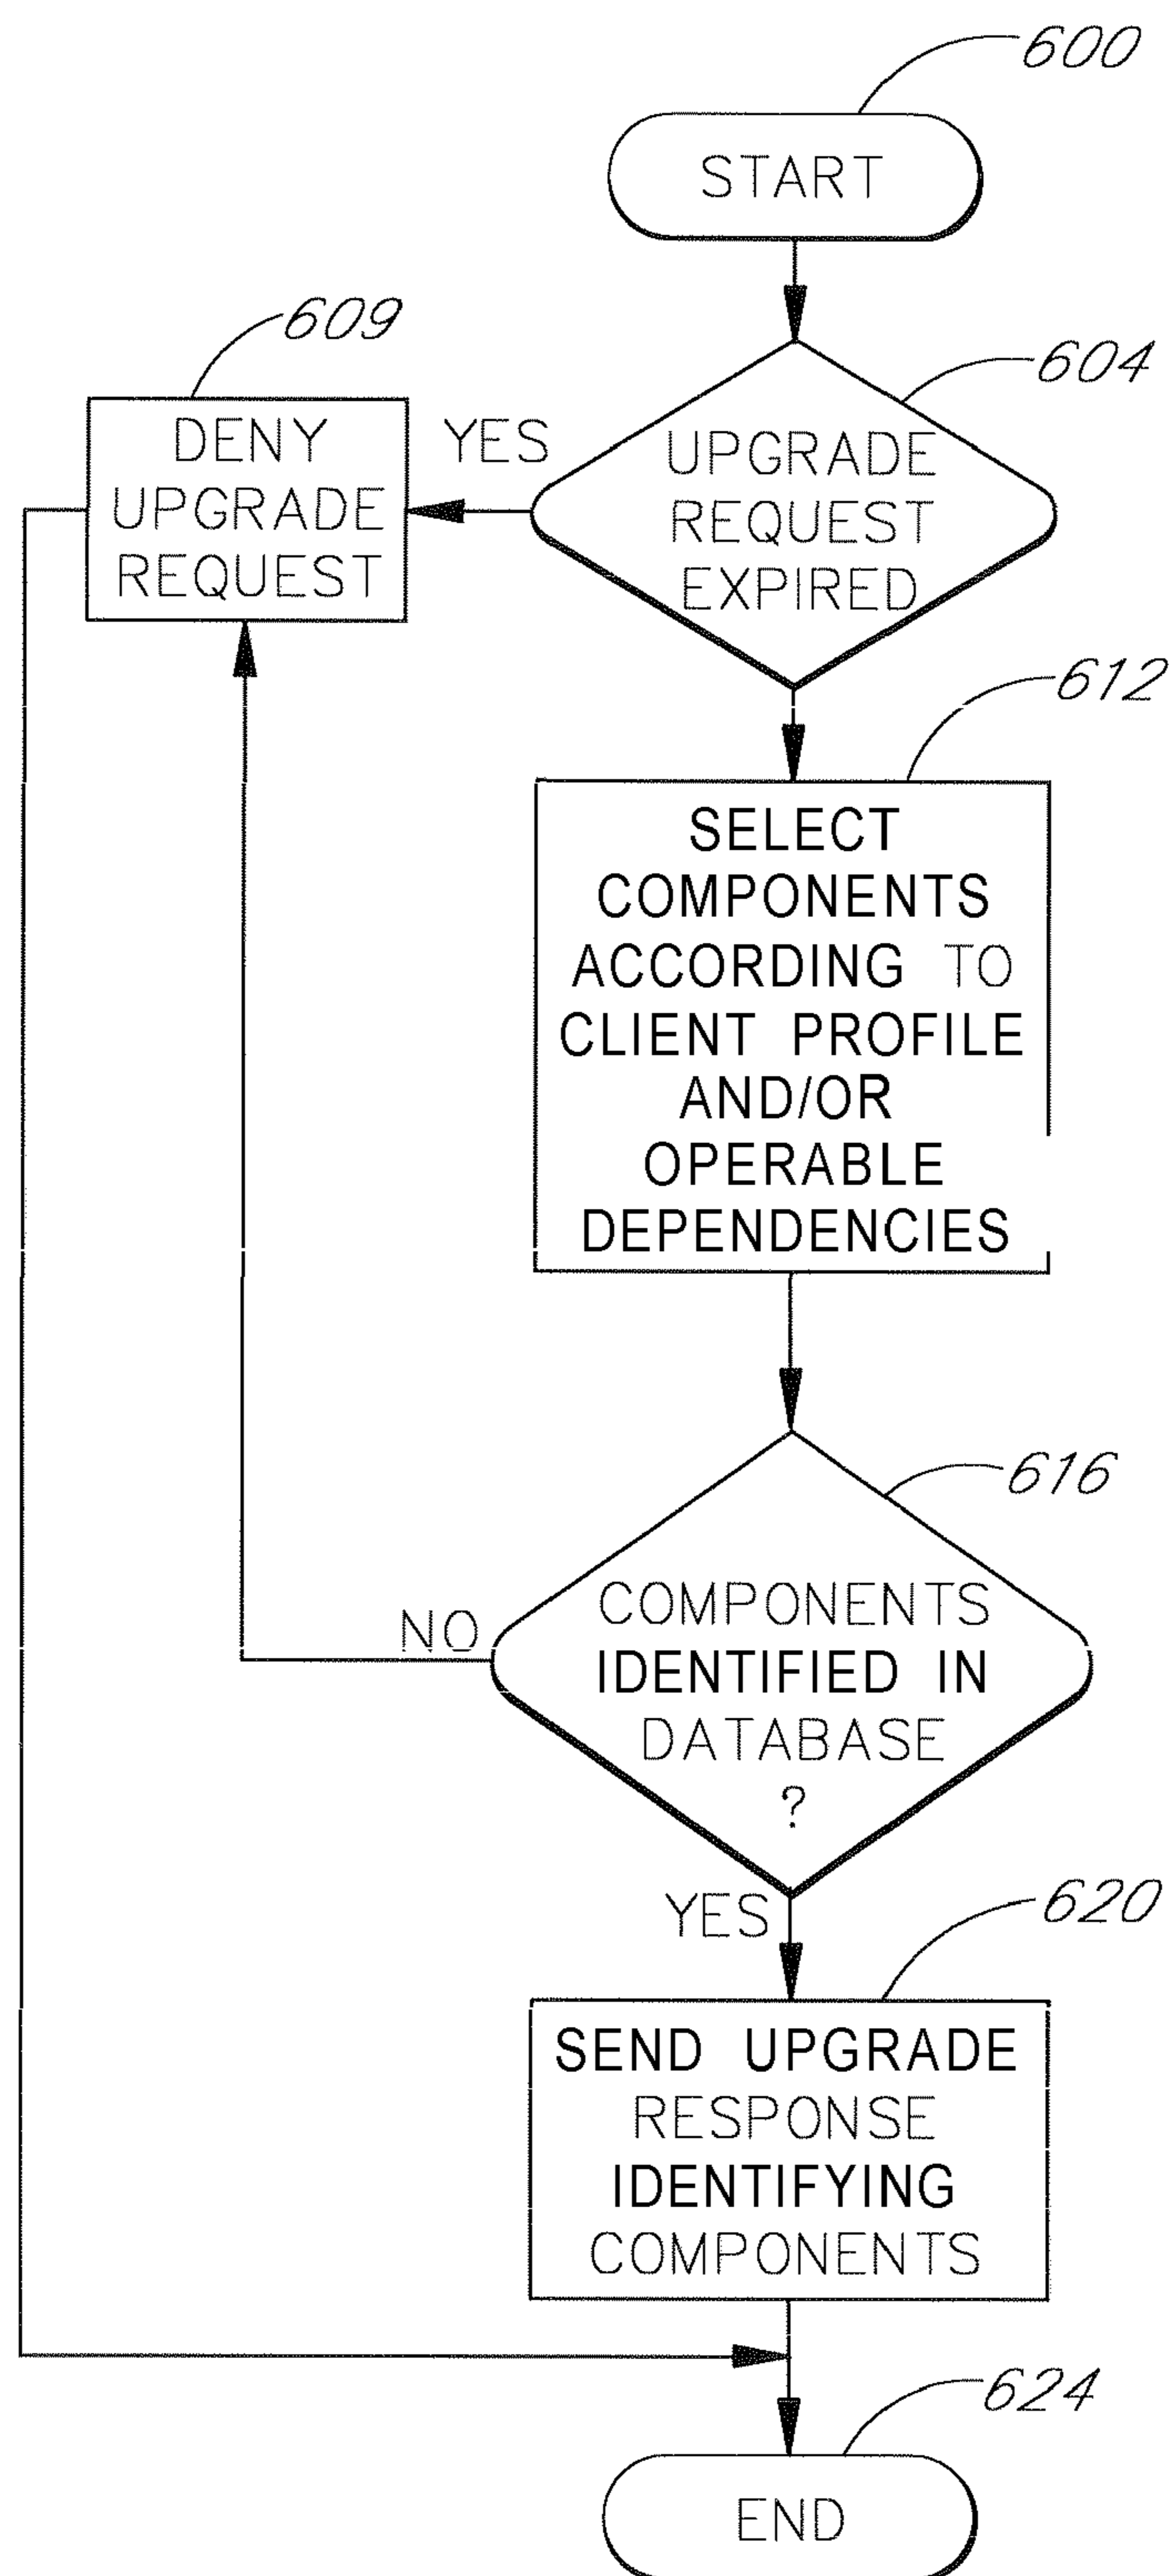 600
START
609
604
DENY
UPGRADE
REQUEST
YES
UPGRADE
REQUEST
EXPIRED
612
SELECT
COMPONENTS
ACCORDING TO
CLIENT PROFILE
AND/OR
OPERABLE
DEPENDENCIES
616
NO
COMPONENTS
IDENTIFIED IN
DATABASE
?
YES
620
SEND UPGRADE
RESPONSE
IDENTIFYING
COMPONENTS
624
END